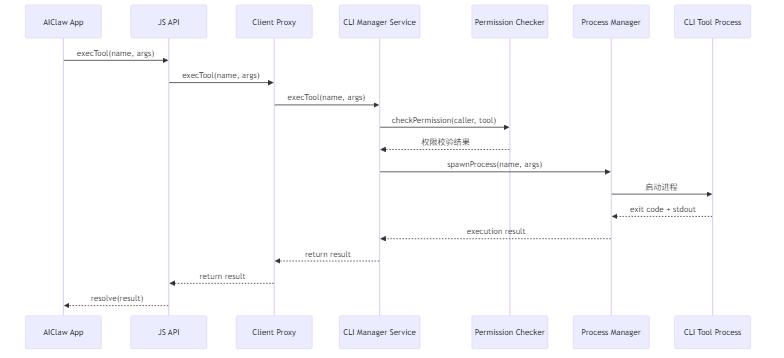 AIClaw App
JS API
Client Proxy
CLI Manager Service
Permission Checker
Process Manager
CLI Tool Process
execTool(name, args)
execTool(name, args)
execTool(name, args)
checkPermission(caller, tool)
权限校验结果
spawnProcess(name, args)
启动进程
exit code + stdout
execution result
return result
return result
resolve(result)
AIClaw App
JS API
Client Proxy
CLI Manager Service
Permission Checker
Process Manager
CLI Tool Process